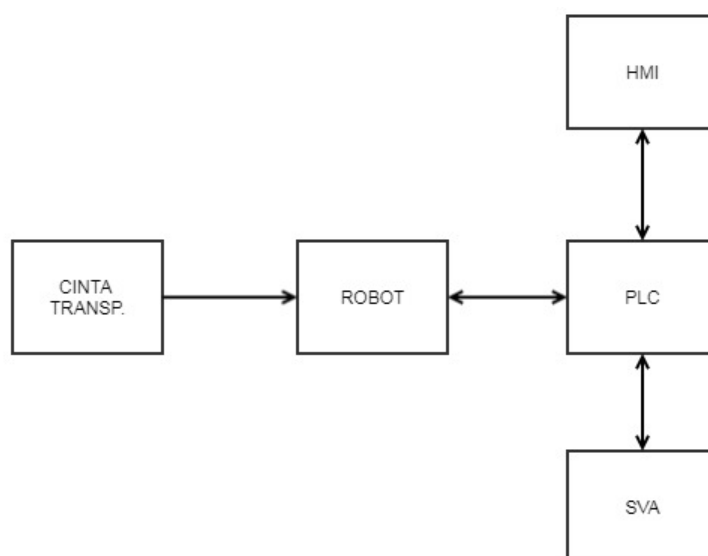 HMI
CINTA
TRANSP.
ROBOT
PLC
SVA